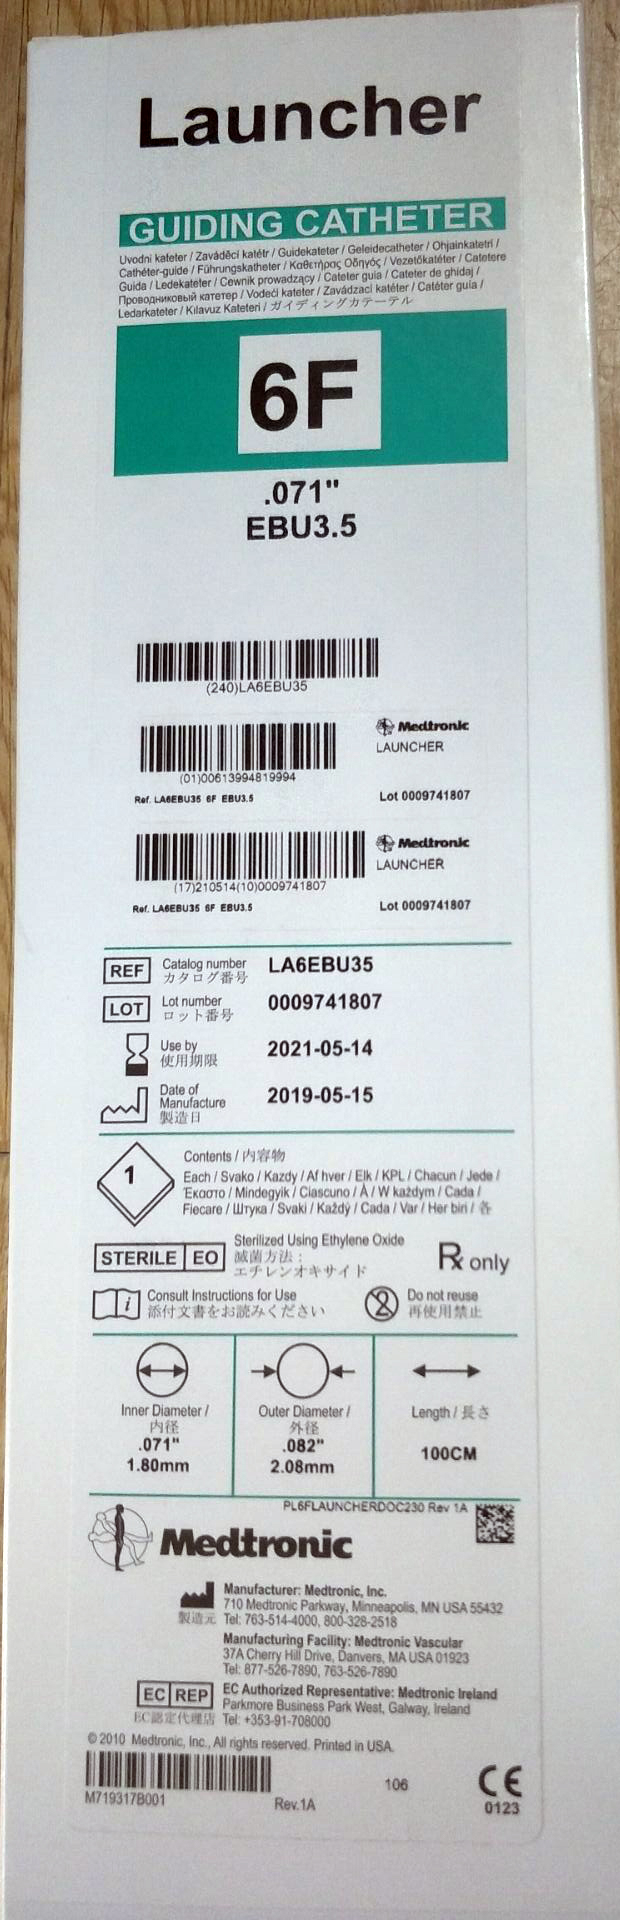 Launcher
GUIDING CATHETER
Uvodni kateter / Zaváděcí katétr / Guidekateter / Geleidecatheter / Ohjainkatetri /
Cathéter-guide / Führungskatheter / Καθετήρας Οδηγός / Vezetőkatéter / Catetere
Guida / Ledekateter / Cewnik prowadzący / Cateter guia / Cateter de ghidaj /
Проводниковый катетер / Vodeći kateter / Zavádzací katéter / Catéter guía /
Ledarkateter / Kılavuz Kateteri / ガイディングカテーテル
6F
.071"
EBU3.5
(240)LA6EBU35
(01)00613994819994
Medtronic
LAUNCHER
Ref. LA6EBU35 6F EBU3.5
Lot 0009741807
(17)210514(10)0009741807
Medtronic
LAUNCHER
Ref. LA6EBU35 6F EBU3.5
Lot 0009741807
REF Catalog number LA6EBU35
カタログ番号
LOT Lot number 0009741807
ロット番号
Use by 2021-05-14
使用期限
Date of
Manufacture 2019-05-15
製造日
1
Contents / 内容物
Each / Svako / Kazdy / Af hver / Elk / KPL / Chacun / Jede /
Έκαστο / Mindegyik / Ciascuno / Å / W każdym / Cada /
Fiecare / Штука / Svaki / Každý / Cada / Var / Her biri / 各
STERILE EO
Sterilized Using Ethylene Oxide
滅菌方法：
エチレンオキサイド
Rx only
i
Consult Instructions for Use
添付文書をお読みください
2
Do not reuse
再使用禁止
Inner Diameter /
内径
.071"
1.80mm
Outer Diameter /
外径
.082"
2.08mm
Length / 長さ
100CM
PL6FLAUNCHERDOC230 Rev 1A
Medtronic
製造元
Manufacturer: Medtronic, Inc.
710 Medtronic Parkway, Minneapolis, MN USA 55432
Tel: 763-514-4000, 800-328-2518
Manufacturing Facility: Medtronic Vascular
37A Cherry Hill Drive, Danvers, MA USA 01923
Tel: 877-526-7890, 763-526-7890
EC REP
EC認定代理店
EC Authorized Representative: Medtronic Ireland
Parkmore Business Park West, Galway, Ireland
Tel: +353-91-708000
© 2010 Medtronic, Inc., All rights reserved. Printed in USA.
M719317B001
Rev.1A
106
CE
0123